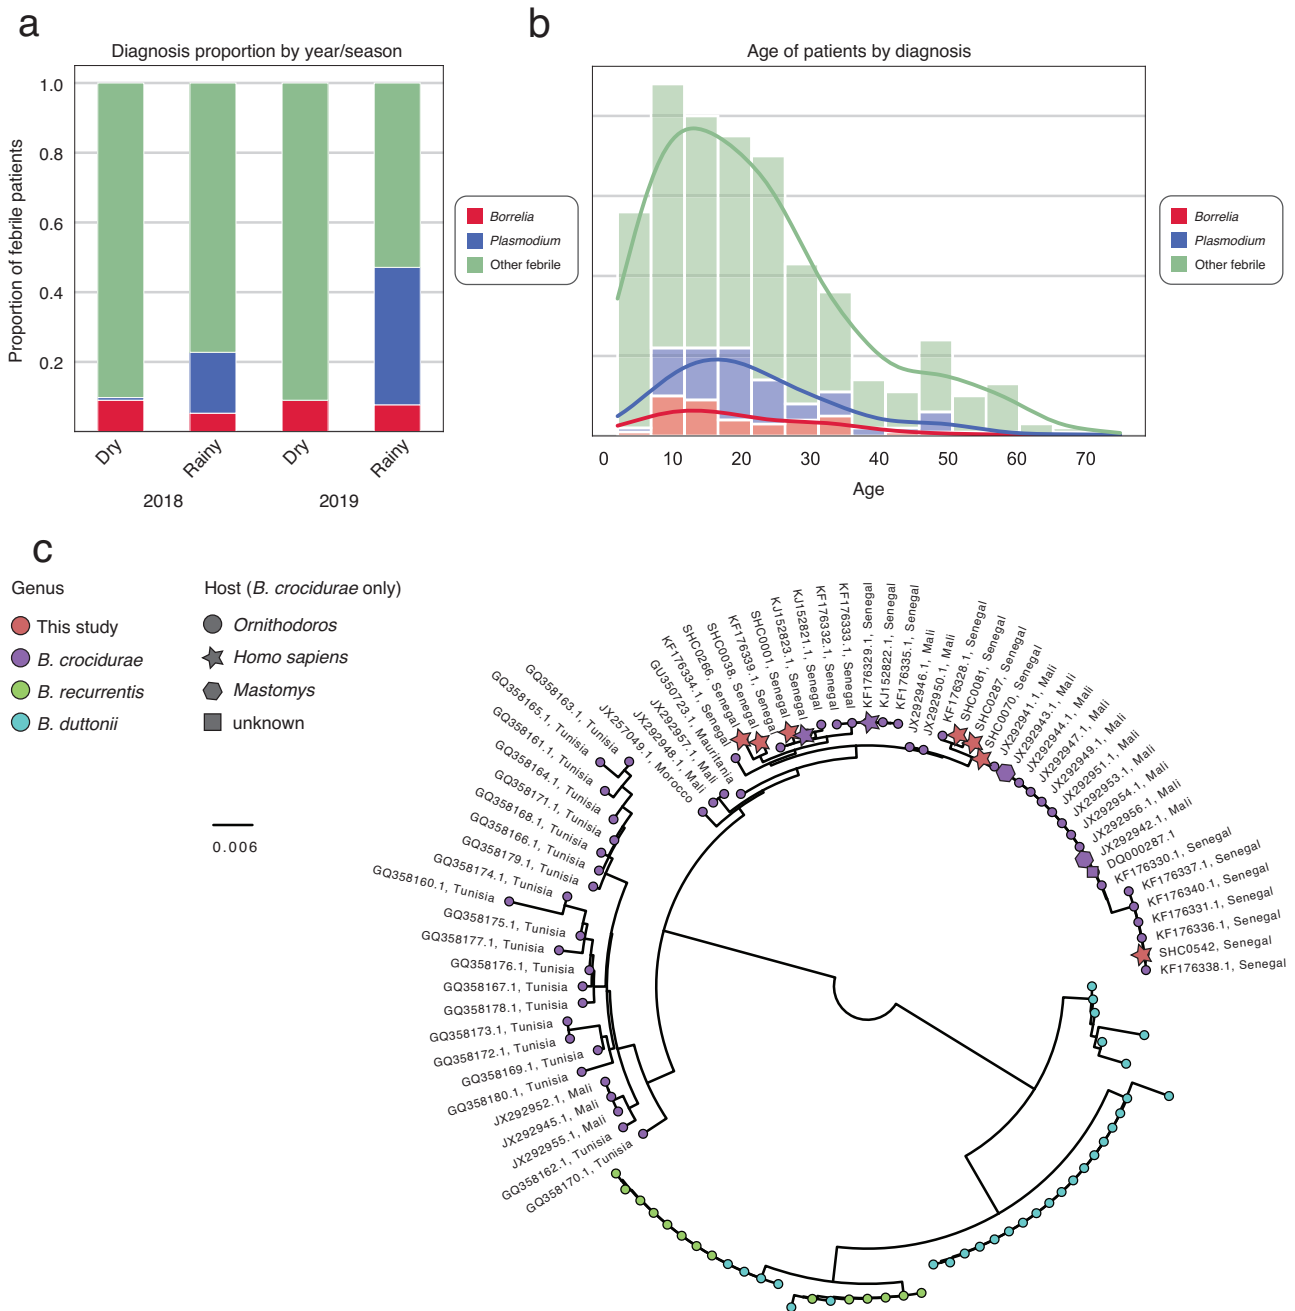 a
Diagnosis proportion by year/season
Proportion of febrile patients
1.0
0.8
0.6
0.4
0.2
Dry
Rainy
Dry
Rainy
2018
2019
Borrelia
Plasmodium
Other febrile
b
Age of patients by diagnosis
0 10 20 30 40 50 60 70
Age
Borrelia
Plasmodium
Other febrile
c
Genus
This study
B. crocidurae
B. recurrentis
B. duttonii
Host (B. crocidurae only)
Ornithodoros
Homo sapiens
Mastomys
unknown
0.006
GQ358170.1, Tunisia
GQ358162.1, Tunisia
JX292955.1, Mali
JX292945.1, Mali
JX292952.1, Mali
GQ358180.1, Tunisia
GQ358169.1, Tunisia
GQ358172.1, Tunisia
GQ358173.1, Tunisia
GQ358178.1, Tunisia
GQ358167.1, Tunisia
GQ358176.1, Tunisia
GQ358177.1, Tunisia
GQ358175.1, Tunisia
GQ358160.1, Tunisia
GQ358174.1, Tunisia
GQ358179.1, Tunisia
GQ358166.1, Tunisia
GQ358168.1, Tunisia
GQ358171.1, Tunisia
GQ358164.1, Tunisia
GQ358161.1, Tunisia
GQ358165.1, Tunisia
GQ358163.1, Tunisia
JX257049.1, Morocco
JX292948.1, Mali
JX292957.1, Mali
GU350723.1, Mauritania
KF176334.1, Senegal
SHC0266, Senegal
SHC0038, Senegal
KF176339.1, Senegal
SHC0001, Senegal
KJ152823.1, Senegal
KJ152821.1, Senegal
KF176332.1, Senegal
KF176333.1, Senegal
KF176329.1, Senegal
KJ152822.1, Senegal
KF176335.1, Senegal
JX292946.1, Mali
JX292950.1, Mali
KF176328.1, Senegal
SHC0081, Senegal
SHC0287, Senegal
SHC0070, Senegal
JX292941.1, Mali
JX292943.1, Mali
JX292944.1, Mali
JX292947.1, Mali
JX292949.1, Mali
JX292951.1, Mali
JX292953.1, Mali
JX292954.1, Mali
JX292956.1, Mali
JX292942.1, Mali
DQ000287.1
KF176330.1, Senegal
KF176337.1, Senegal
KF176340.1, Senegal
KF176331.1, Senegal
KF176336.1, Senegal
SHC0542, Senegal
KF176338.1, Senegal